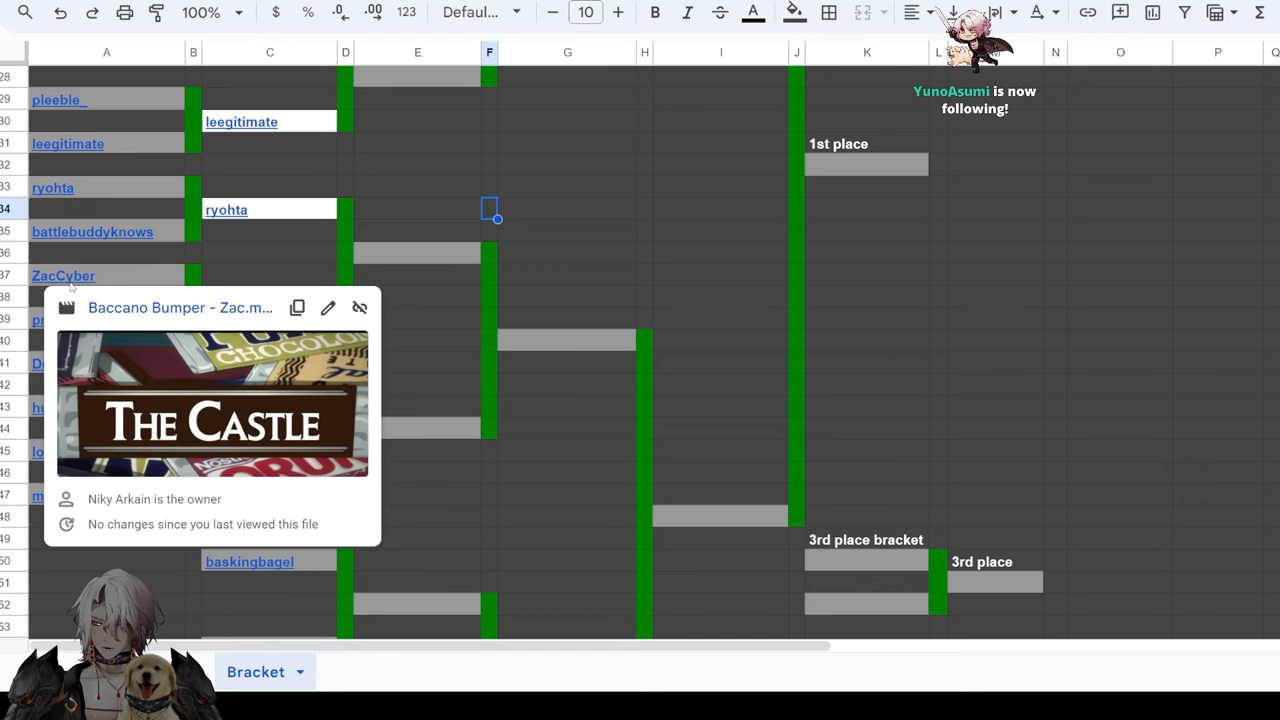 $ % .0 .00 123 Defaul... 10 B I A
100%
A B C D E F G H I J K L M N O P Q
28
29 pleeble_
30 leegitimate
31 leegitimate 1st place
32
33 ryohta
34 ryohta
35 battlebuddyknows
36
37 ZacCyber
38
39
40
41
42
43
44
45
46
47
48
49 3rd place bracket
50 baskingbagel 3rd place
51
52
53
YunoAsumi is now
following!
Baccano Bumper - Zac.m...
CHOCOLO
THE CASTLE
Niky Arkain is the owner
No changes since you last viewed this file
Bracket